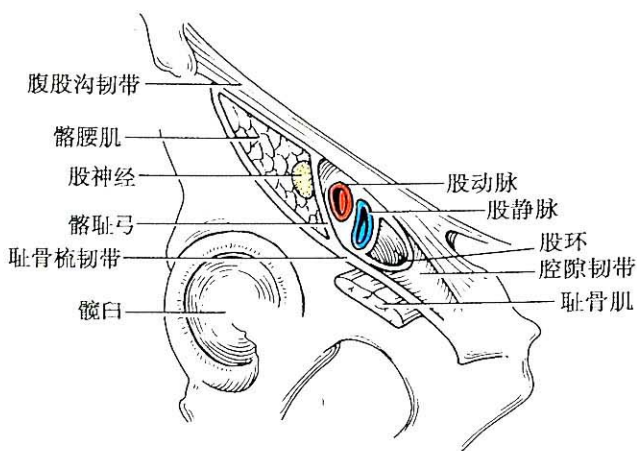 腹股沟韧带
髂腰肌
股神经
髂耻弓
耻骨梳韧带
髋臼
股动脉
股静脉
股环
腔隙韧带
耻骨肌